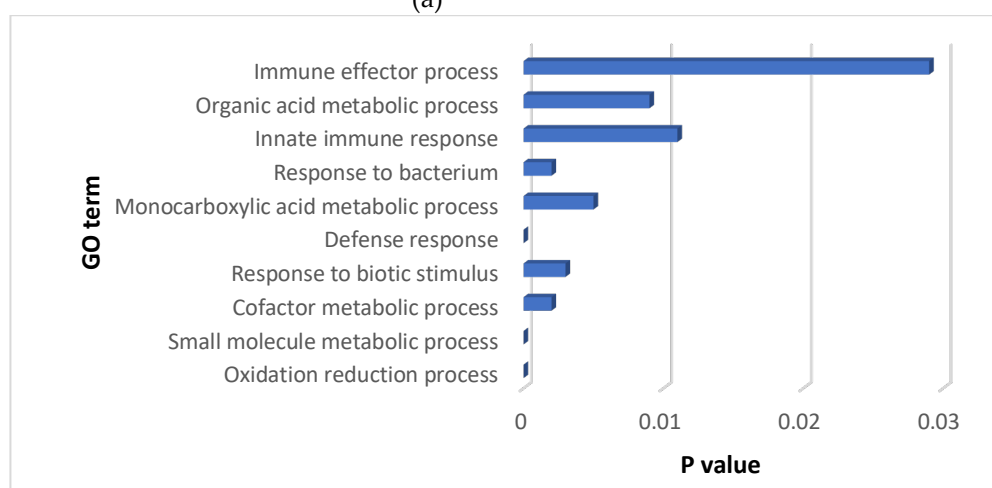 (a)
Immune effector process
Organic acid metabolic process
Innate immune response
Response to bacterium
Monocarboxylic acid metabolic process
Defense response
Response to biotic stimulus
Cofactor metabolic process
Small molecule metabolic process
Oxidation reduction process
GO term
0 0.01 0.02 0.03
P value